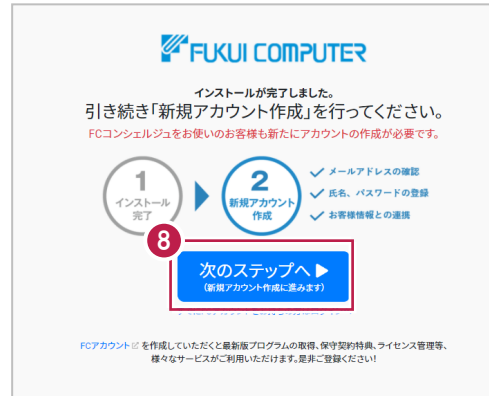 FUKUI COMPUTER
インストールが完了しました。
引き続き「新規アカウント作成」を行ってください。
FCコンシェルジュをお使いのお客様も新たにアカウントの作成が必要です。
1
インストール
完了
2
新規アカウント
作成
メールアドレスの確認
氏名、パスワードの登録
お客様情報との連携
8
次のステップへ ▶
(新規アカウント作成に進みます)
FCアカウント を作成していただくと最新版プログラムの取得、保守契約特典、ライセンス管理等、
様々なサービスがご利用いただけます。是非ご登録ください!